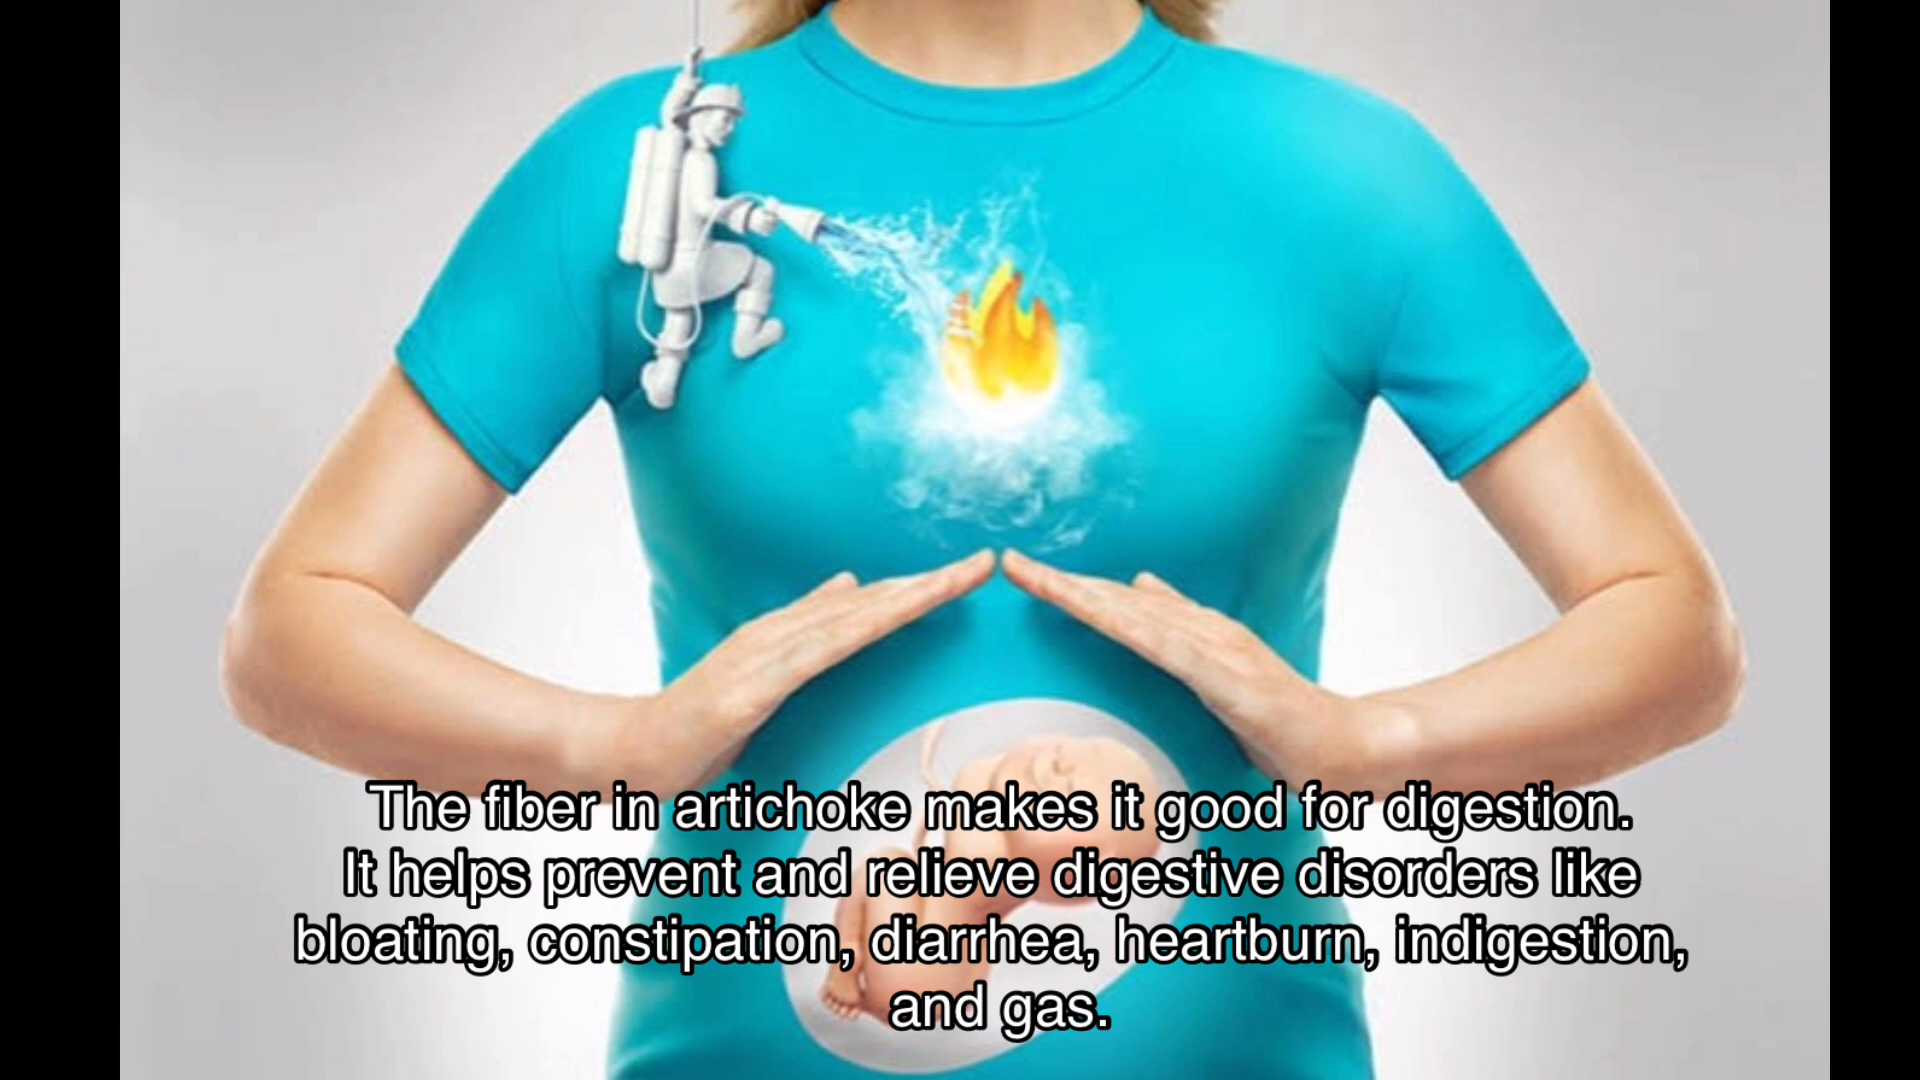 The fiber in artichoke makes it good for digestion.
It helps prevent and relieve digestive disorders like
bloating, constipation, diarrhea, heartburn, indigestion,
and gas.